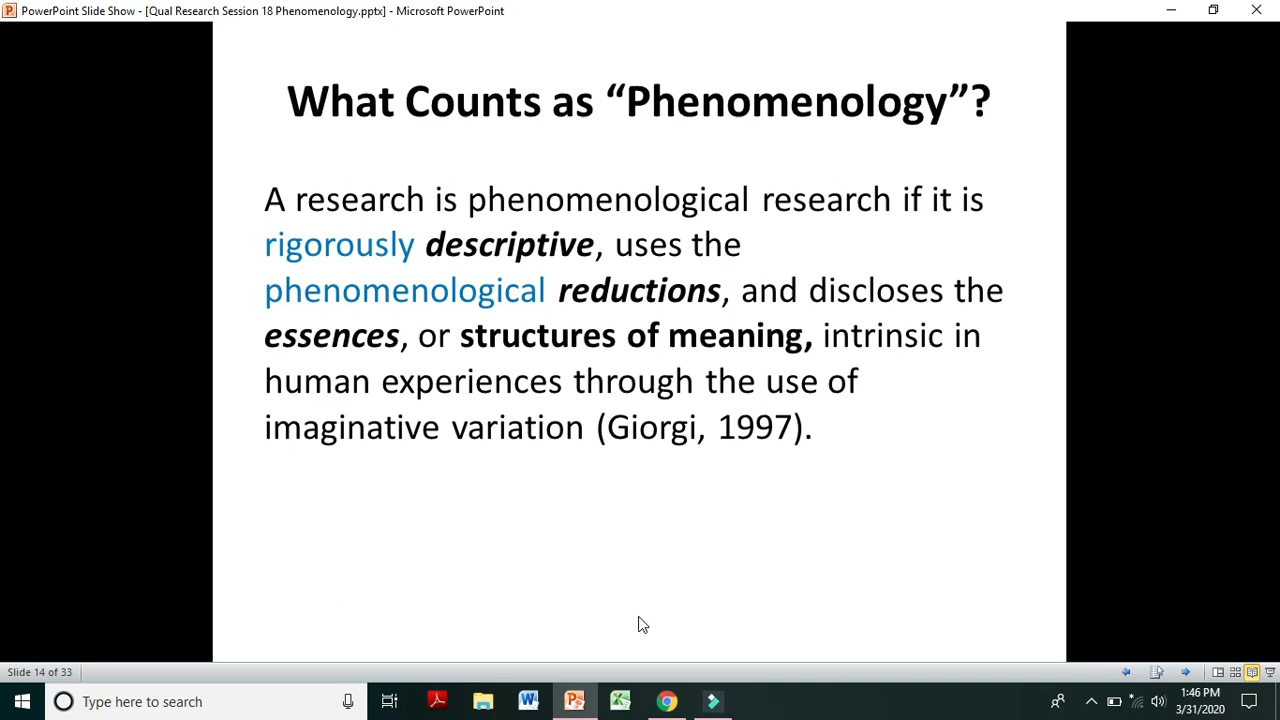 PowerPoint Slide Show - [Qual Research Session 18 Phenomenology.pptx] - Microsoft PowerPoint
What Counts as “Phenomenology”?
A research is phenomenological research if it is
rigorously descriptive, uses the
phenomenological reductions, and discloses the
essences, or structures of meaning, intrinsic in
human experiences through the use of
imaginative variation (Giorgi, 1997).
Slide 14 of 33
Type here to search
1:46 PM
3/31/2020